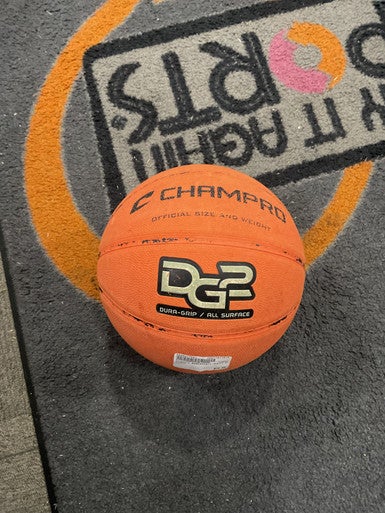 PLAY IT AGAIN
SPORTS
CHAMPRO
OFFICIAL SIZE AND WEIGHT
DG2
DURA-GRIP / ALL SURFACE